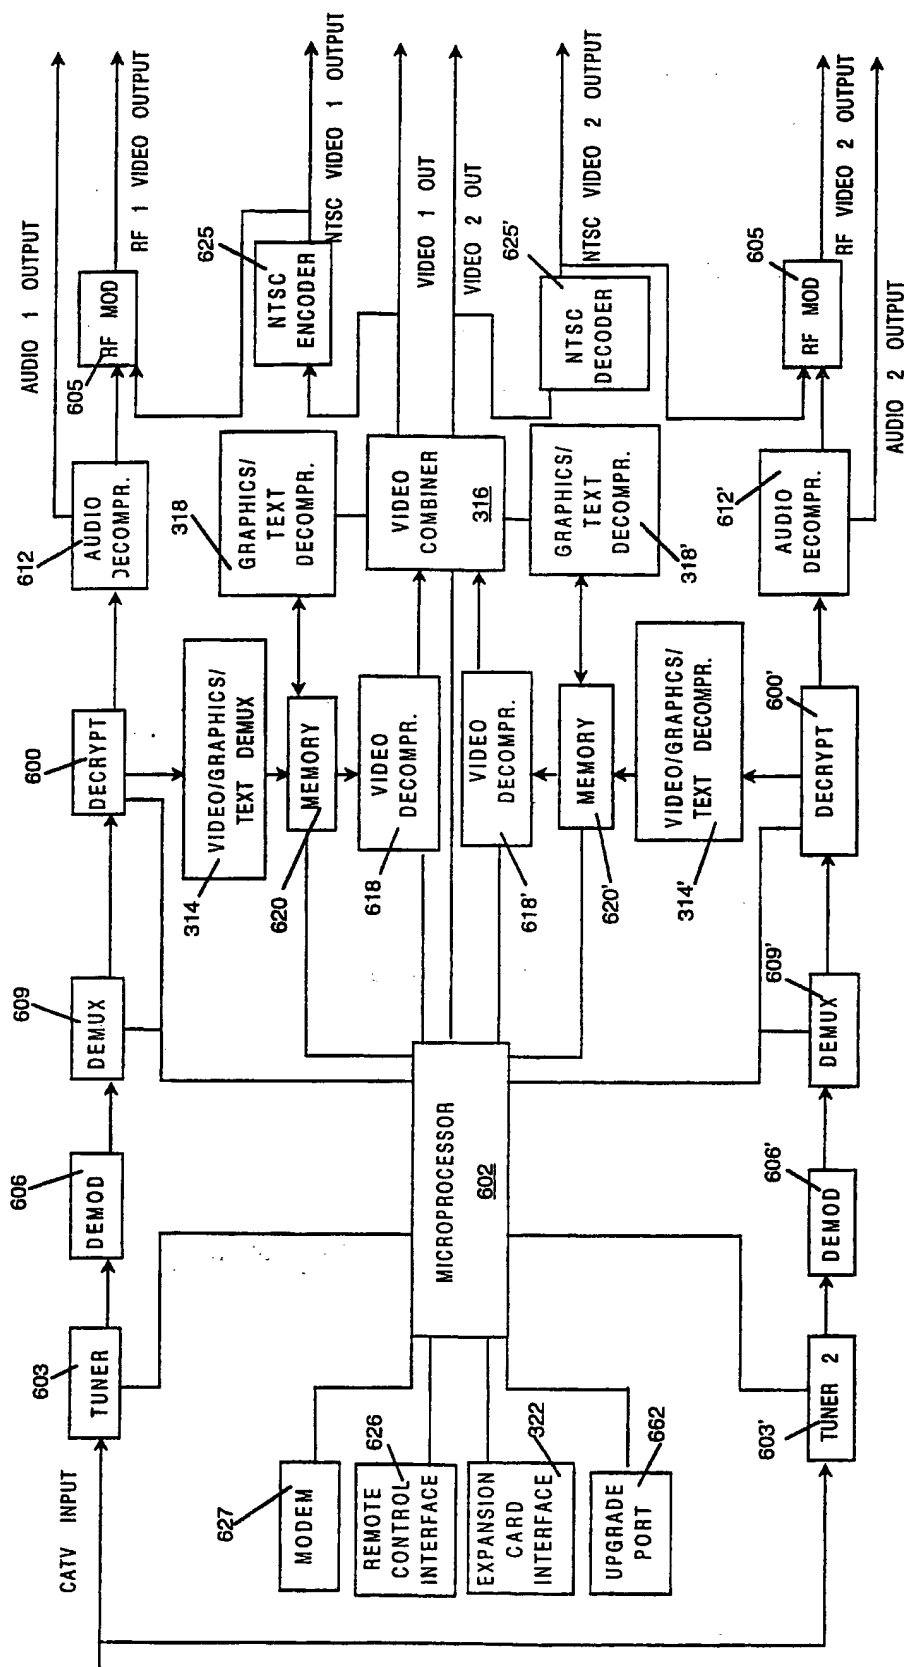 CATV INPUT
603
TUNER
606
DEMOD
609
DEMUX
600
DECRYPT
612
AUDIO
DECOMPR.
AUDIO 1 OUTPUT
605
RF MOD
RF 1 VIDEO OUTPUT
314
VIDEO/GRAPHICS/
TEXT DEMUX
318
GRAPHICS/
TEXT
DECOMPR.
625
NTSC
ENCODER
NTSC VIDEO 1 OUTPUT
620
MEMORY
618
VIDEO
DECOMPR.
VIDEO
COMBINER
316
VIDEO 1 OUT
VIDEO 2 OUT
627
MODEM
626
REMOTE
CONTROL
INTERFACE
322
EXPANSION
CARD
INTERFACE
662
UPGRADE
PORT
MICROPROCESSOR
602
618'
VIDEO
DECOMPR.
620'
MEMORY
318'
GRAPHICS/
TEXT
DECOMPR.
625'
NTSC
DECODER
NTSC VIDEO 2 OUTPUT
314'
VIDEO/GRAPHCS/
TEXT DECOMPR.
603'
TUNER 2
606'
DEMOD
609'
DEMUX
600'
DECRYPT
612'
AUDIO
DECOMPR.
605
RF MOD
RF VIDEO 2 OUTPUT
AUDIO 2 OUTPUT